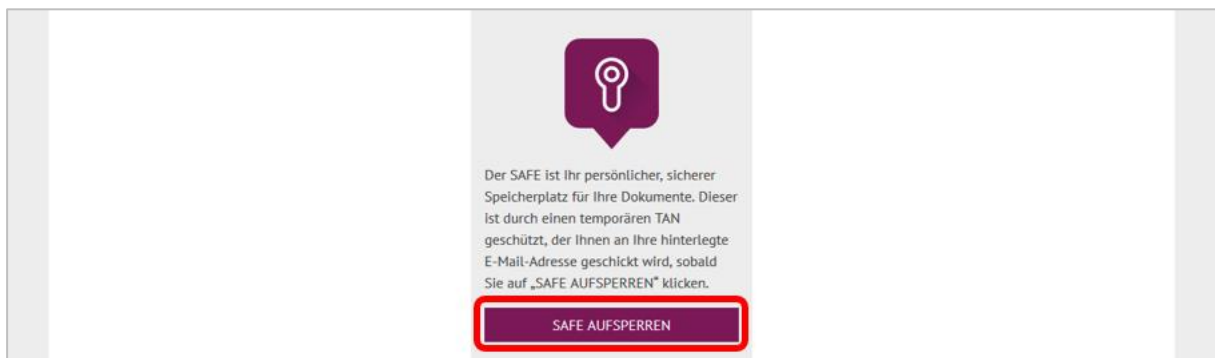 Der SAFE ist Ihr persönlicher, sicherer
Speicherplatz für Ihre Dokumente. Dieser
ist durch einen temporären TAN
geschützt, der Ihnen an Ihre hinterlegte
E-Mail-Adresse geschickt wird, sobald
Sie auf „SAFE AUFSPERREN“ klicken.
SAFE AUFSPERREN